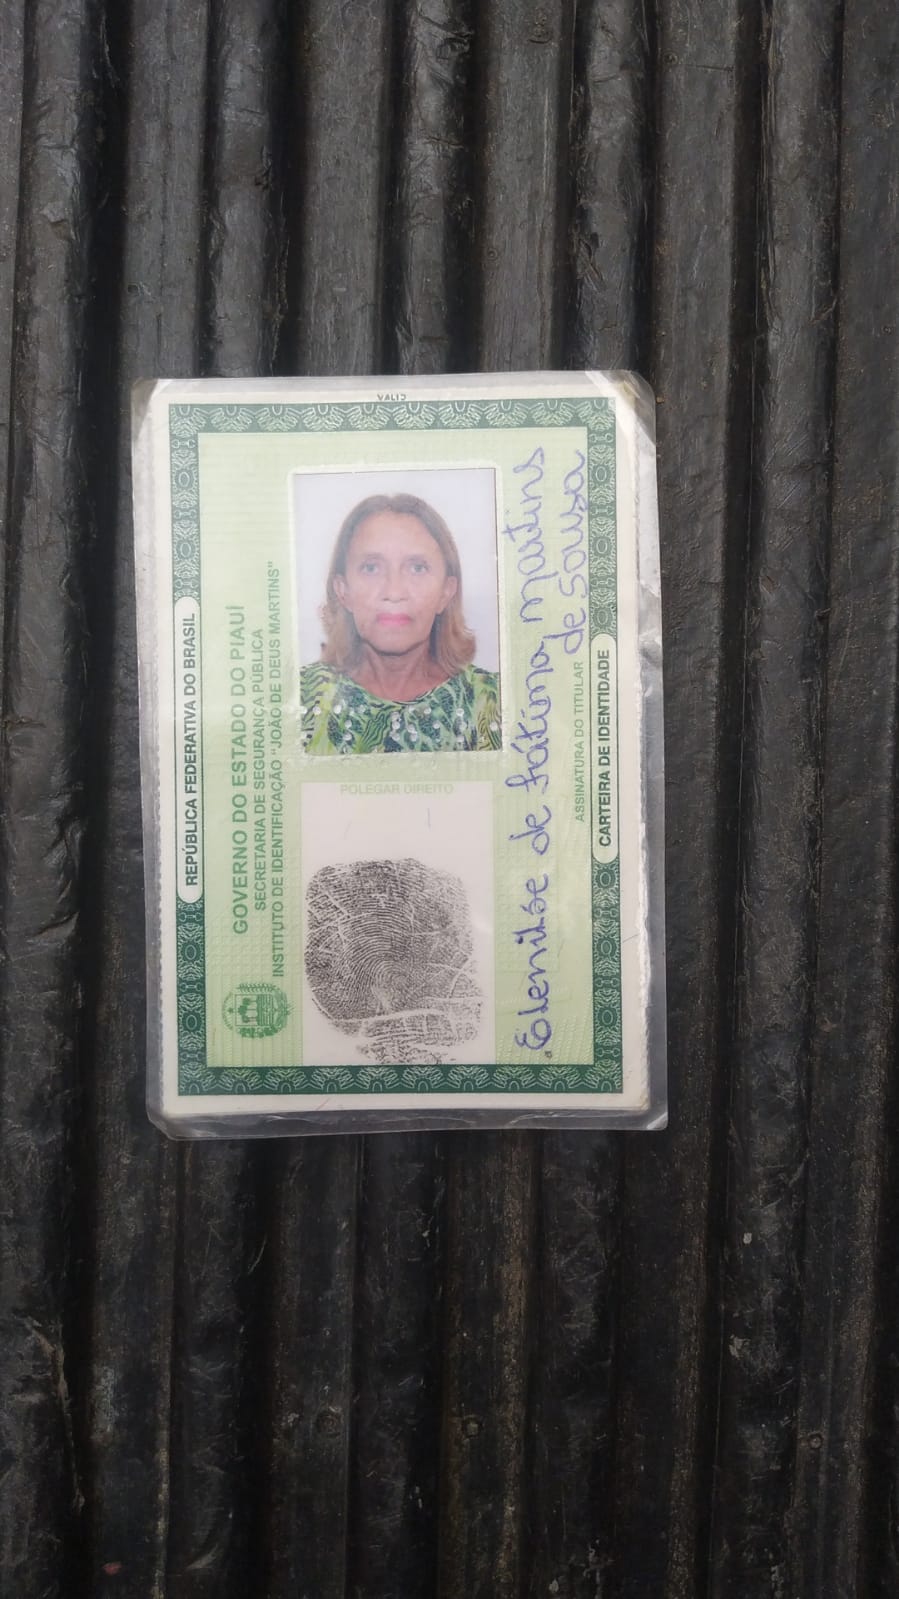 VALID
REPÚBLICA FEDERATIVA DO BRASIL
GOVERNO DO ESTADO DO PIAUÍ
SECRETARIA DE SEGURANÇA PÚBLICA
INSTITUTO DE IDENTIFICAÇÃO "JOÃO DE DEUS MARTINS"
POLEGAR DIREITO
Elenilse de fátima martins
de sousa
ASSINATURA DO TITULAR
CARTEIRA DE IDENTIDADE